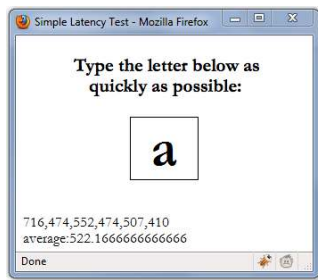 Simple Latency Test - Mozilla Firefox
Type the letter below as
quickly as possible:
a
716,474,552,474,507,410
average:522.1666666666666
Done